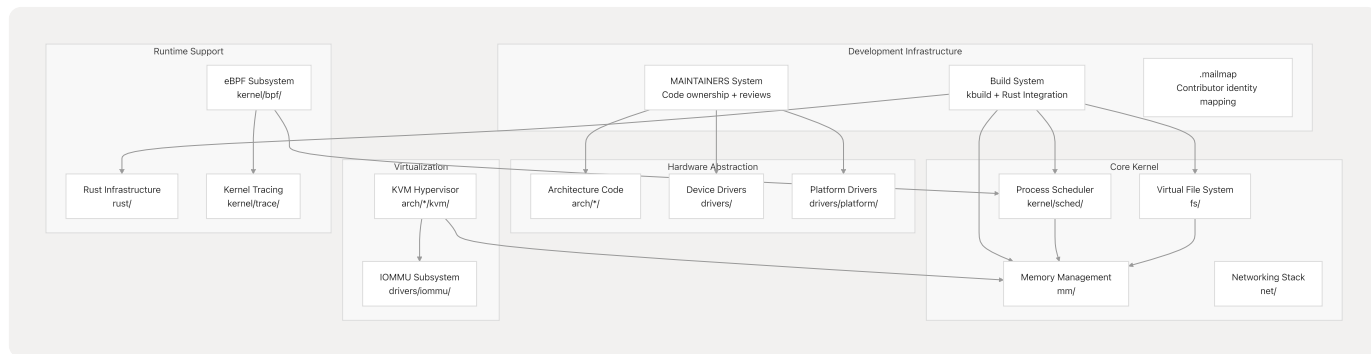 Runtime Support
eBPF Subsystem
kernel/bpf/
Rust Infrastructure
rust/
Kernel Tracing
kernel/trace/
Development Infrastructure
MAINTAINERS System
Code ownership + reviews
Build System
kbuild + Rust Integration
.mailmap
Contributor identity
mapping
Virtualization
KVM Hypervisor
arch/*/kvm/
IOMMU Subsystem
drivers/iommu/
Hardware Abstraction
Architecture Code
arch/*/
Device Drivers
drivers/
Platform Drivers
drivers/platform/
Core Kernel
Process Scheduler
kernel/sched/
Virtual File System
fs/
Memory Management
mm/
Networking Stack
net/